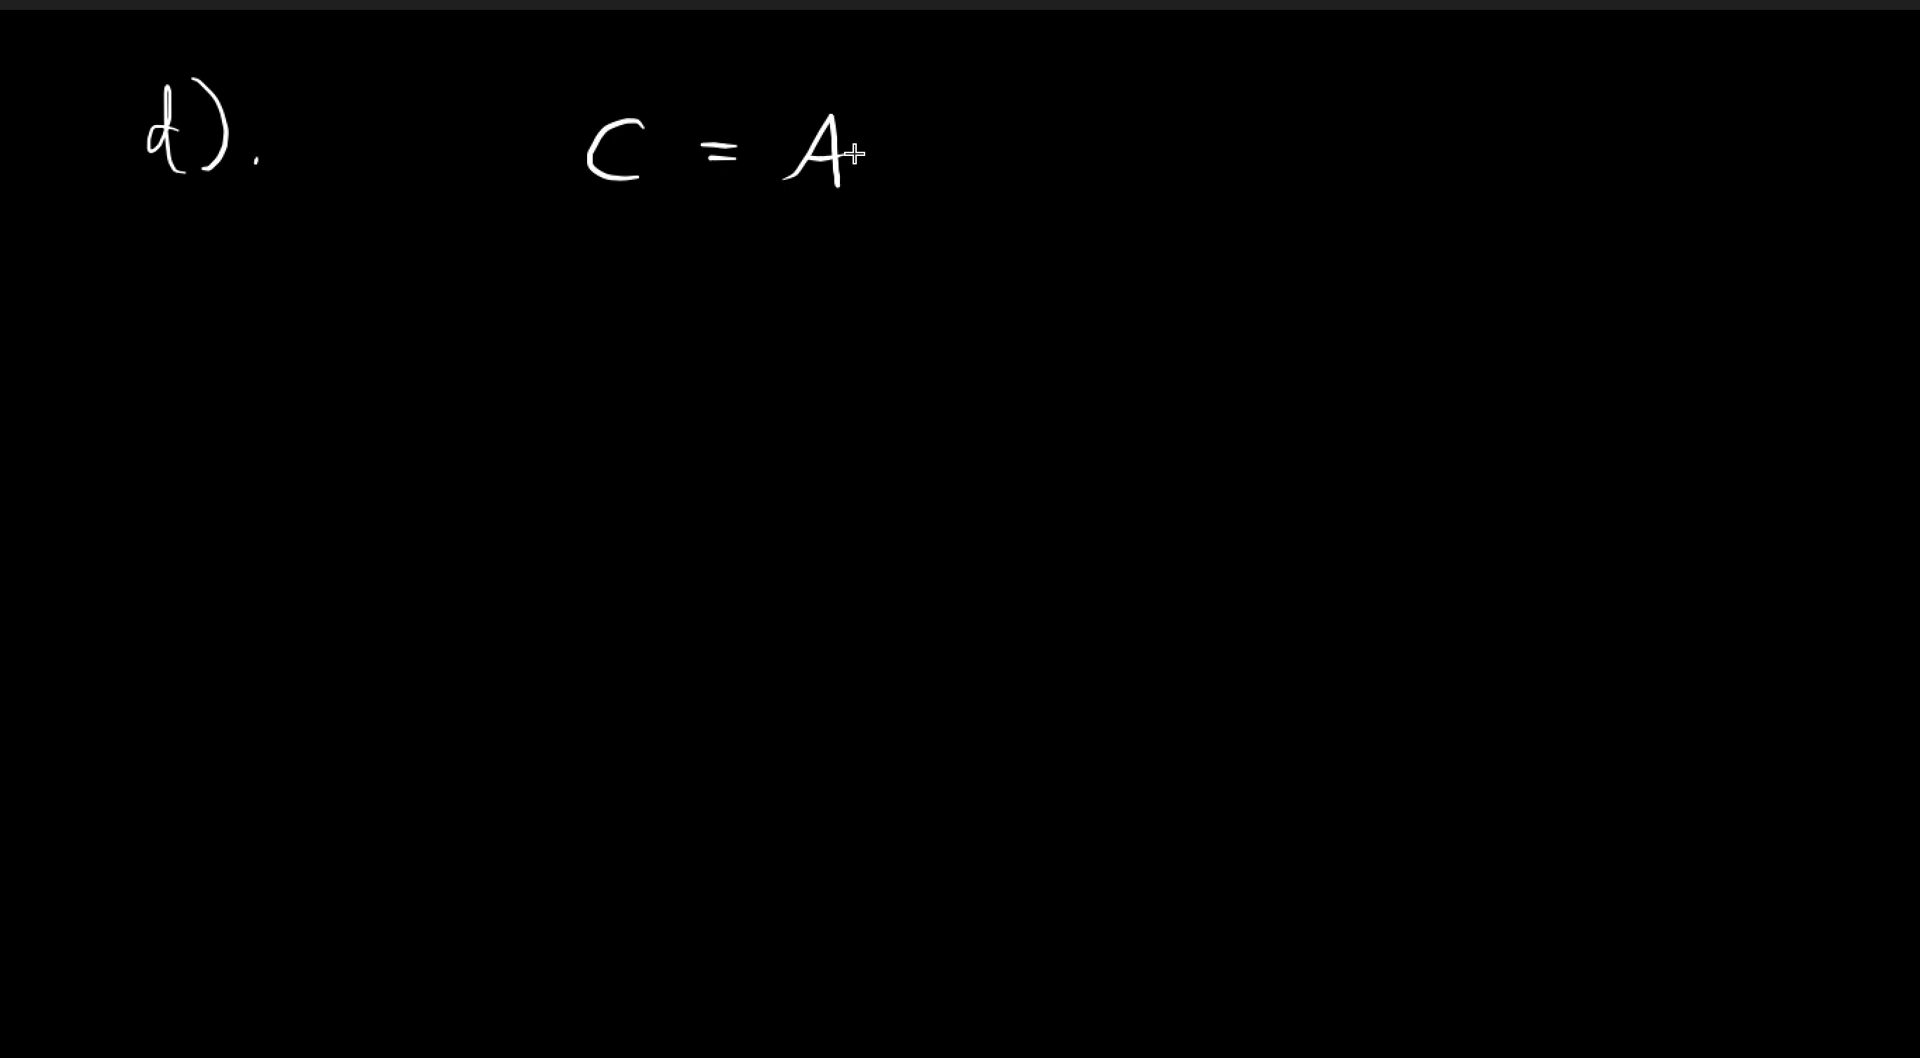 d). C = A